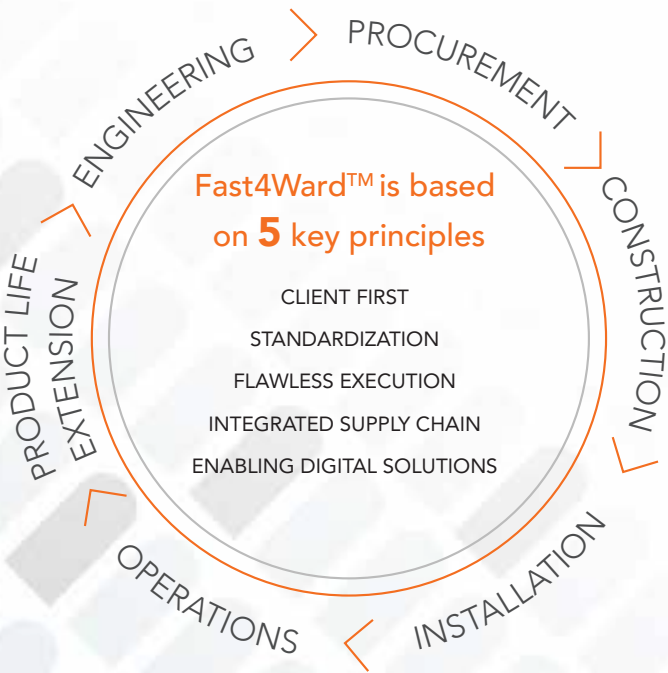 ENGINEERING
PROCUREMENT
CONSTRUCTION
INSTALLATION
OPERATIONS
PRODUCT LIFE
EXTENSION
Fast4Ward™ is based
on 5 key principles
CLIENT FIRST
STANDARDIZATION
FLAWLESS EXECUTION
INTEGRATED SUPPLY CHAIN
ENABLING DIGITAL SOLUTIONS